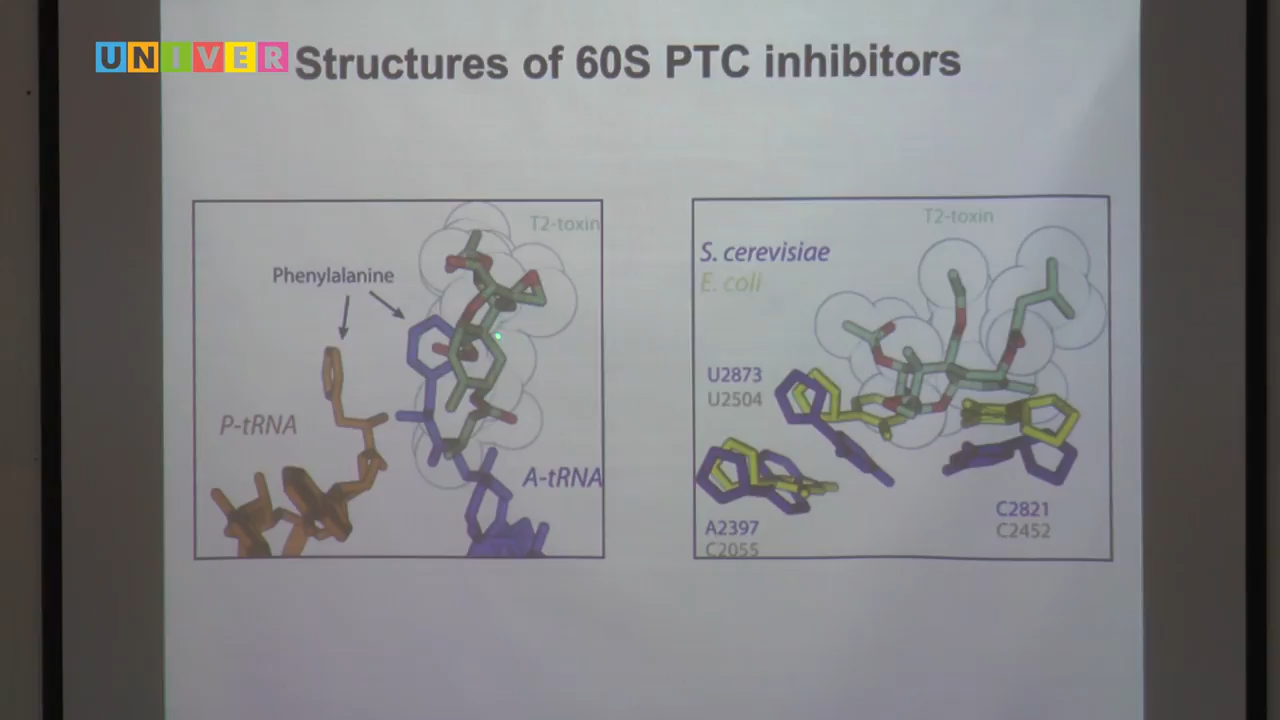 UNIVER
Structures of 60S PTC inhibitors
T2-toxin
Phenylalanine
P-tRNA
A-tRNA
T2-toxin
S. cerevisiae
E. coli
U2873
U2504
A2397
C2055
C2821
C2452